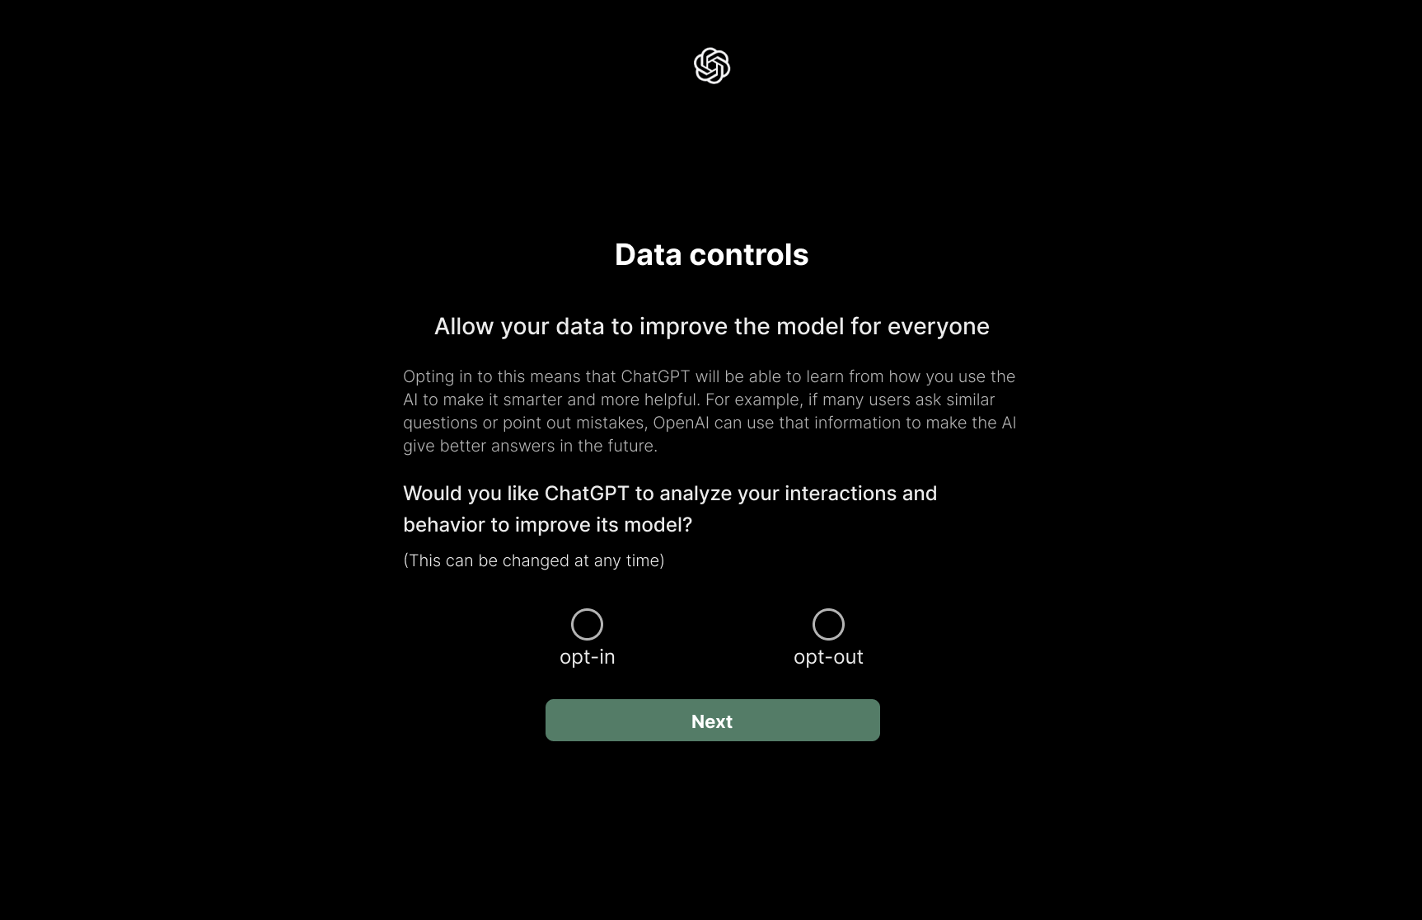 Data controls
Allow your data to improve the model for everyone
Opting in to this means that ChatGPT will be able to learn from how you use the
AI to make it smarter and more helpful. For example, if many users ask similar
questions or point out mistakes, OpenAI can use that information to make the AI
give better answers in the future.
Would you like ChatGPT to analyze your interactions and
behavior to improve its model?
(This can be changed at any time)
opt-in
opt-out
Next